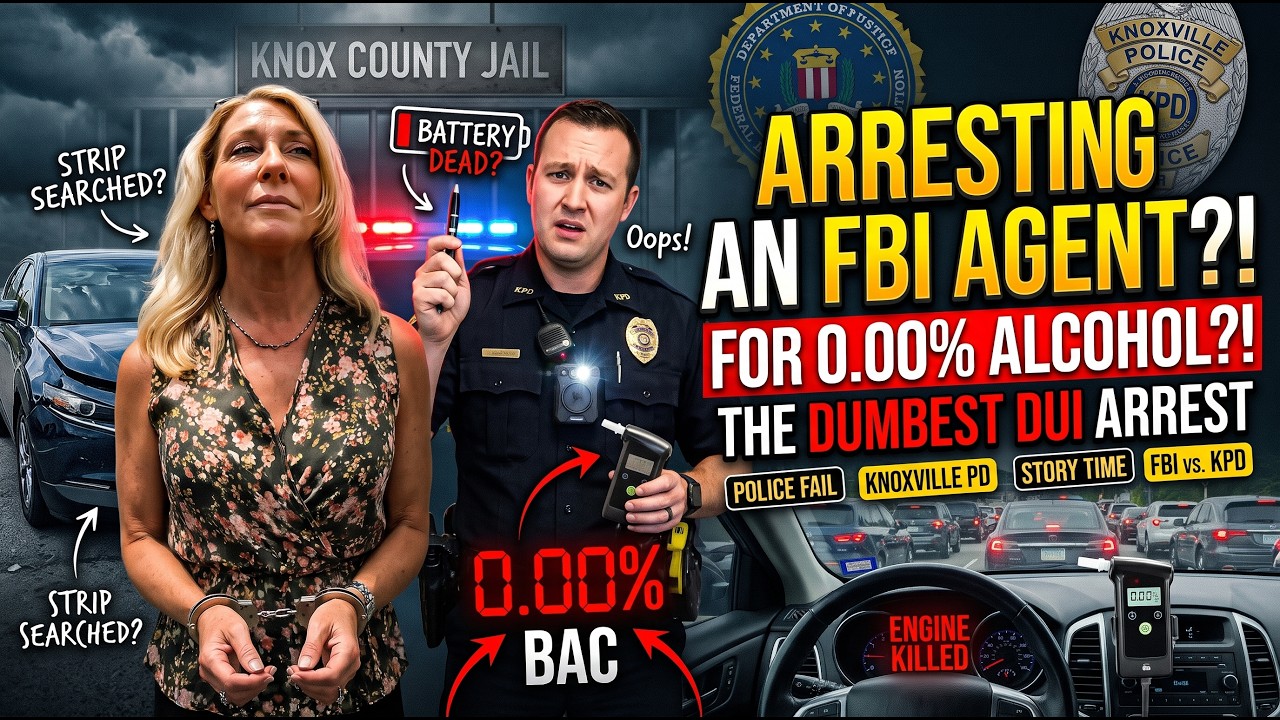 KNOX COUNTY JAIL
DEPARTMENT OF JUSTICE
FEDERAL
KNOXVILLE
POLICE
KPD
POLICE
STRIP
SEARCHED?
BATTERY
DEAD?
Oops!
KPD
KPD
ARRESTING
AN FBI AGENT?!
FOR 0.00% ALCOHOL?!
THE DUMBEST DUI ARREST
POLICE FAIL
KNOXVILLE PD
STORY TIME
FBI vs. KPD
STRIP
SEARCHED?
0.00%
BAC
ENGINE
KILLED
0.00